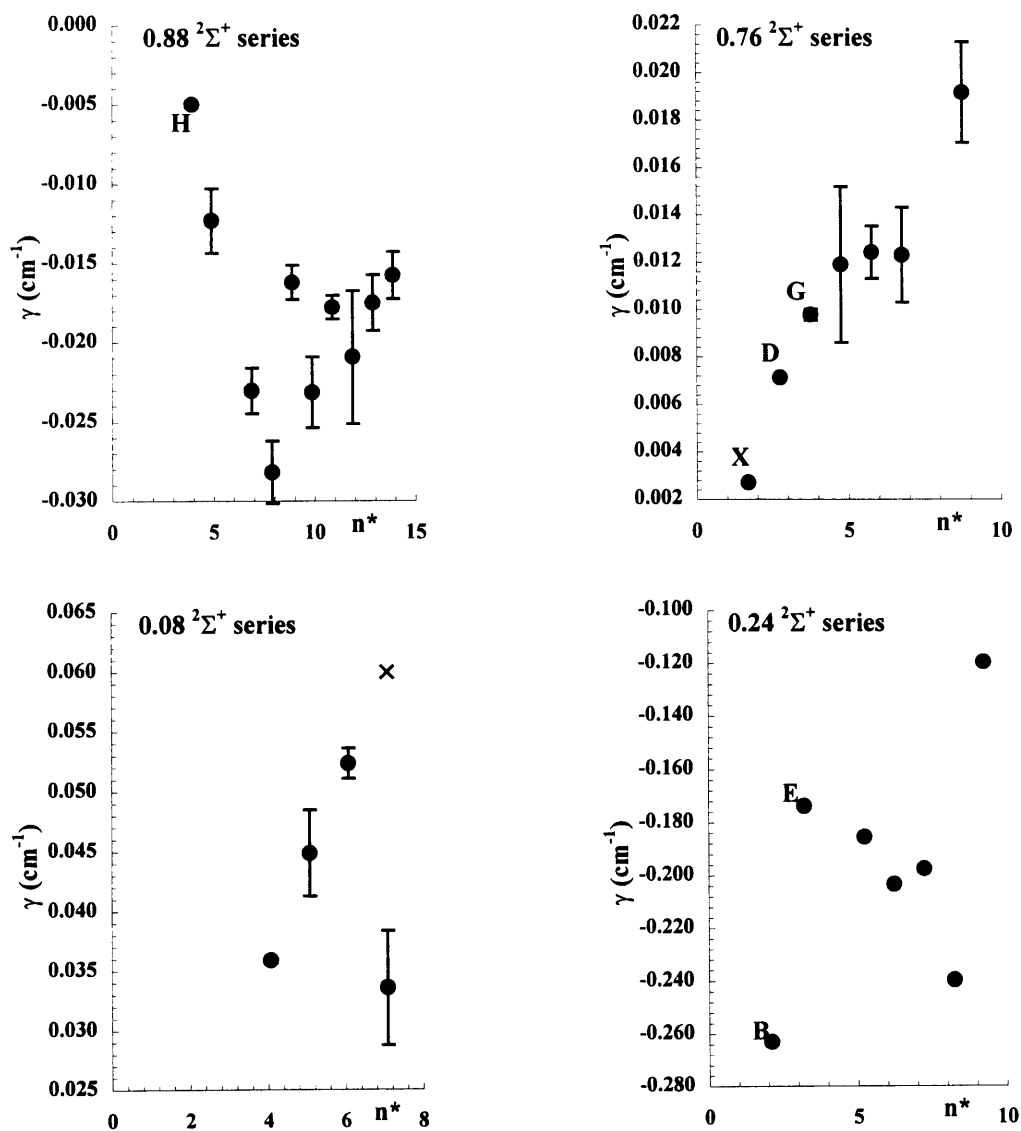 0.88 ²Σ⁺ series
γ (cm⁻¹)
0.000
-0.005
-0.010
-0.015
-0.020
-0.025
-0.030
H
0 5 10 n* 15
0.76 ²Σ⁺ series
γ (cm⁻¹)
0.022
0.020
0.018
0.016
0.014
0.012
0.010
0.008
0.006
0.004
0.002
G
D
X
0 5 n* 10
0.08 ²Σ⁺ series
γ (cm⁻¹)
0.065
0.060
0.055
0.050
0.045
0.040
0.035
0.030
0.025
0 2 4 6 n* 8
0.24 ²Σ⁺ series
γ (cm⁻¹)
-0.100
-0.120
-0.140
-0.160
-0.180
-0.200
-0.220
-0.240
-0.260
-0.280
E
B
0 5 n* 10